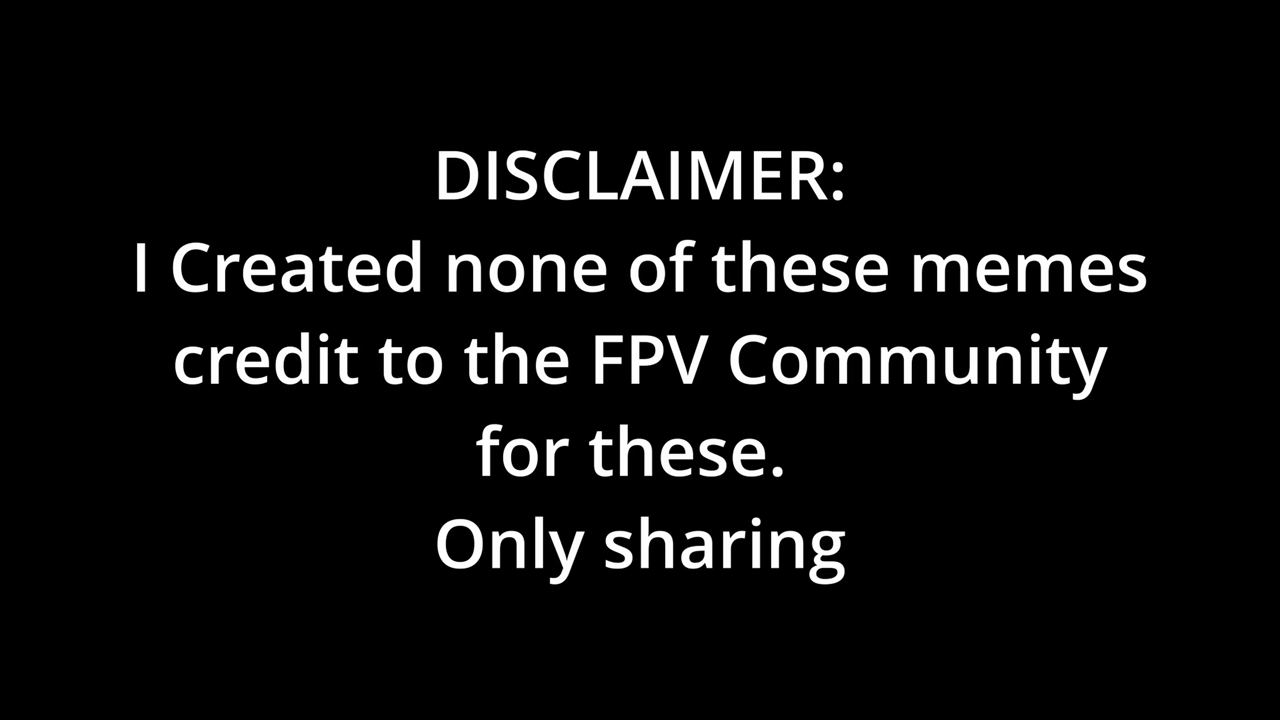 DISCLAIMER:
I Created none of these memes
credit to the FPV Community
for these.
Only sharing